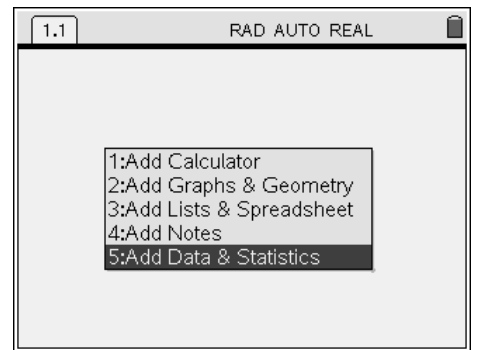 1.1 RAD AUTO REAL
1:Add Calculator
2:Add Graphs & Geometry
3:Add Lists & Spreadsheet
4:Add Notes
5:Add Data & Statistics